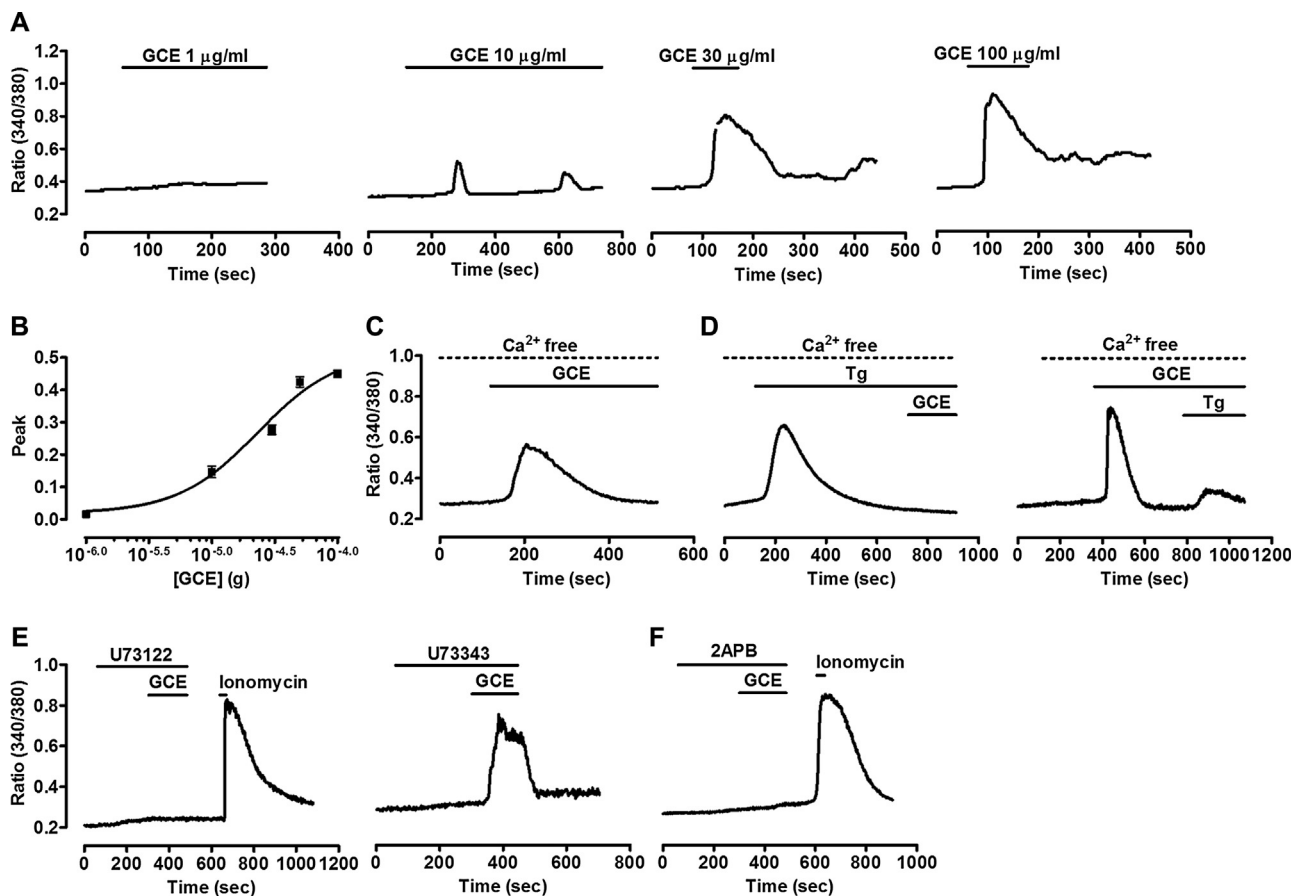 A
GCE 1 µg/ml
GCE 10 µg/ml
GCE 30 µg/ml
GCE 100 µg/ml
Ratio (340/380)
1.2
1.0
0.8
0.6
0.4
0.2
0 100 200 300 400
Time (sec)
0 200 400 600 800
Time (sec)
0 100 200 300 400 500
Time (sec)
0 100 200 300 400 500
Time (sec)
B
Peak
0.5
0.4
0.3
0.2
0.1
0.0
10^-6.0 10^-5.5 10^-5.0 10^-4.5 10^-4.0
[GCE] (g)
C
Ca²⁺ free
GCE
Ratio (340/380)
1.0
0.8
0.6
0.4
0.2
0 200 400 600
Time (sec)
D
Ca²⁺ free
Tg
GCE
0 200 400 600 800 1000
Time (sec)
Ca²⁺ free
GCE
Tg
0 200 400 600 800 1000 1200
Time (sec)
E
U73122
GCE
Ionomycin
Ratio (340/380)
1.0
0.8
0.6
0.4
0.2
0 200 400 600 800 1000 1200
Time (sec)
U73343
GCE
0 200 400 600 800
Time (sec)
F
2APB
GCE
Ionomycin
0 200 400 600 800 1000
Time (sec)